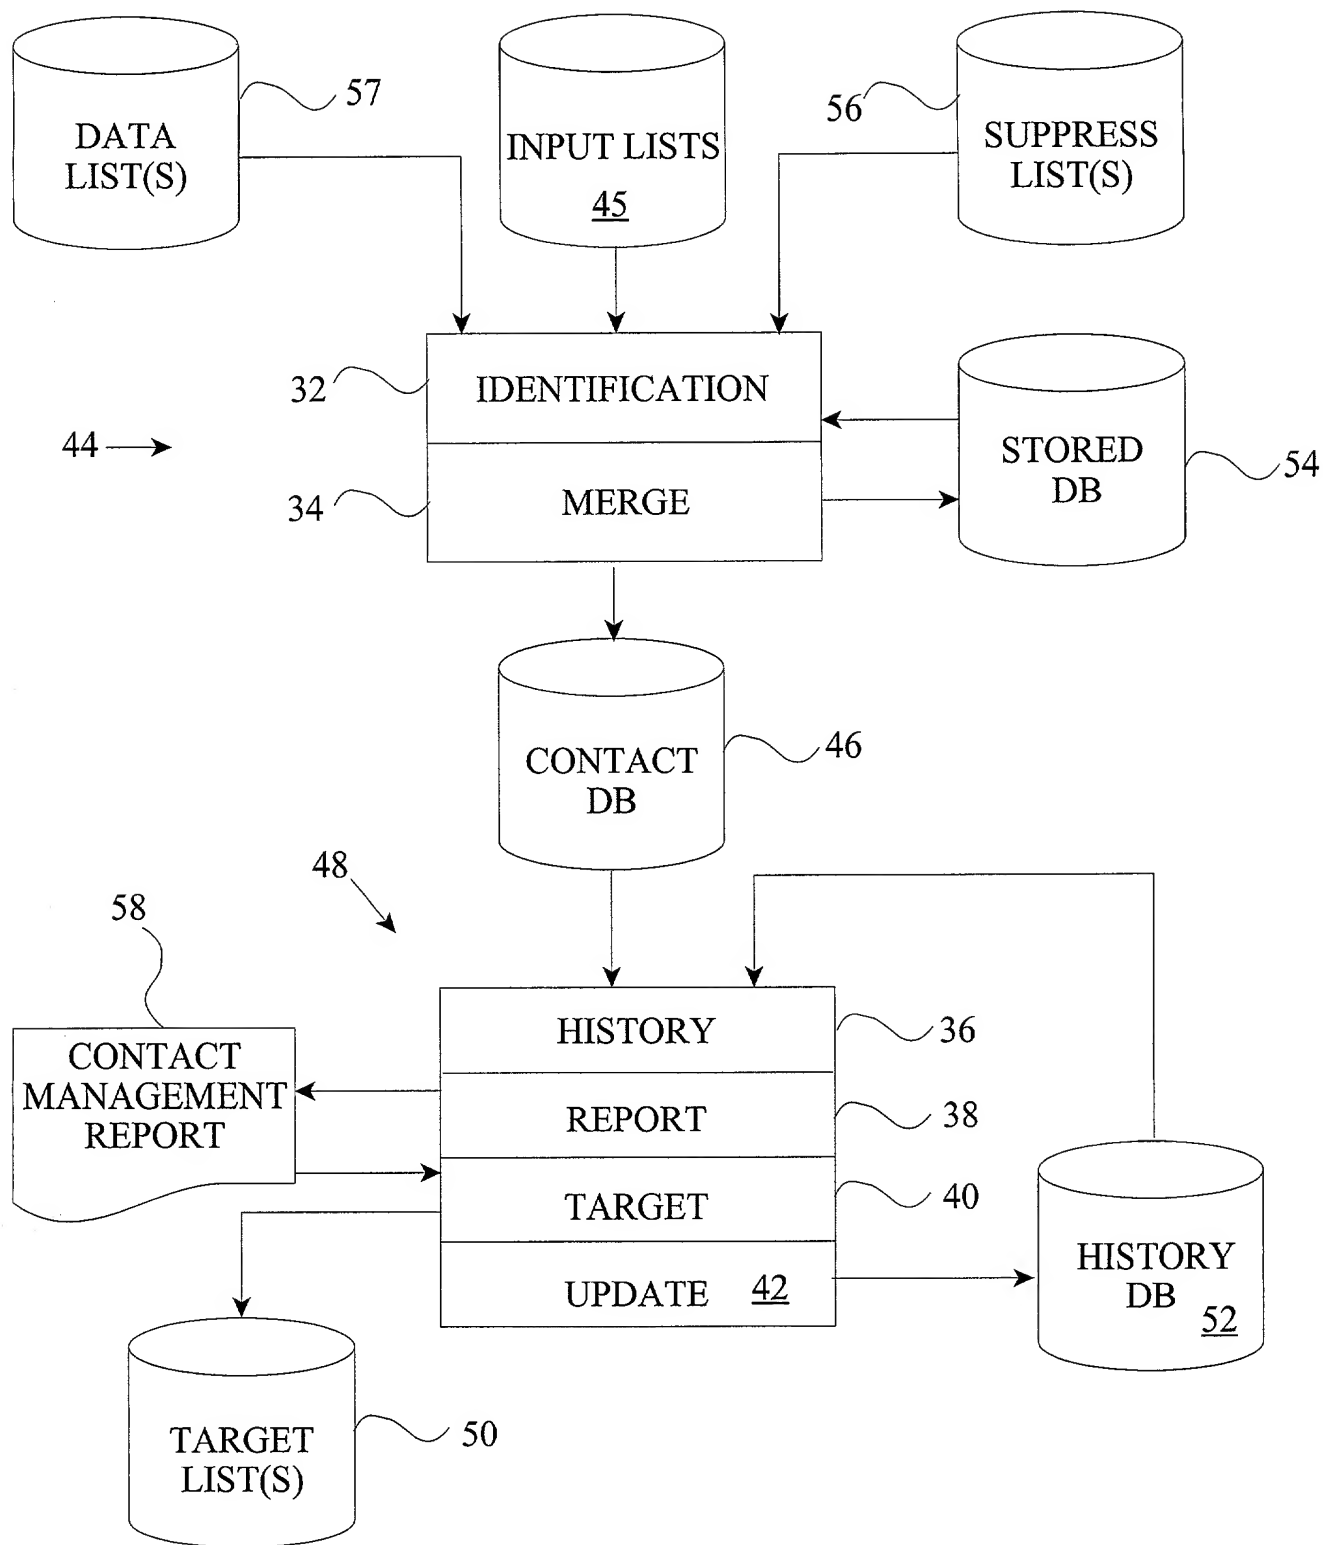 57
DATA
LIST(S)
INPUT LISTS
45
56
SUPPRESS
LIST(S)
32
IDENTIFICATION
44
34
MERGE
STORED
DB
54
CONTACT
DB
46
48
58
CONTACT
MANAGEMENT
REPORT
HISTORY
36
REPORT
38
TARGET
40
UPDATE 42
HISTORY
DB
52
TARGET
LIST(S)
50